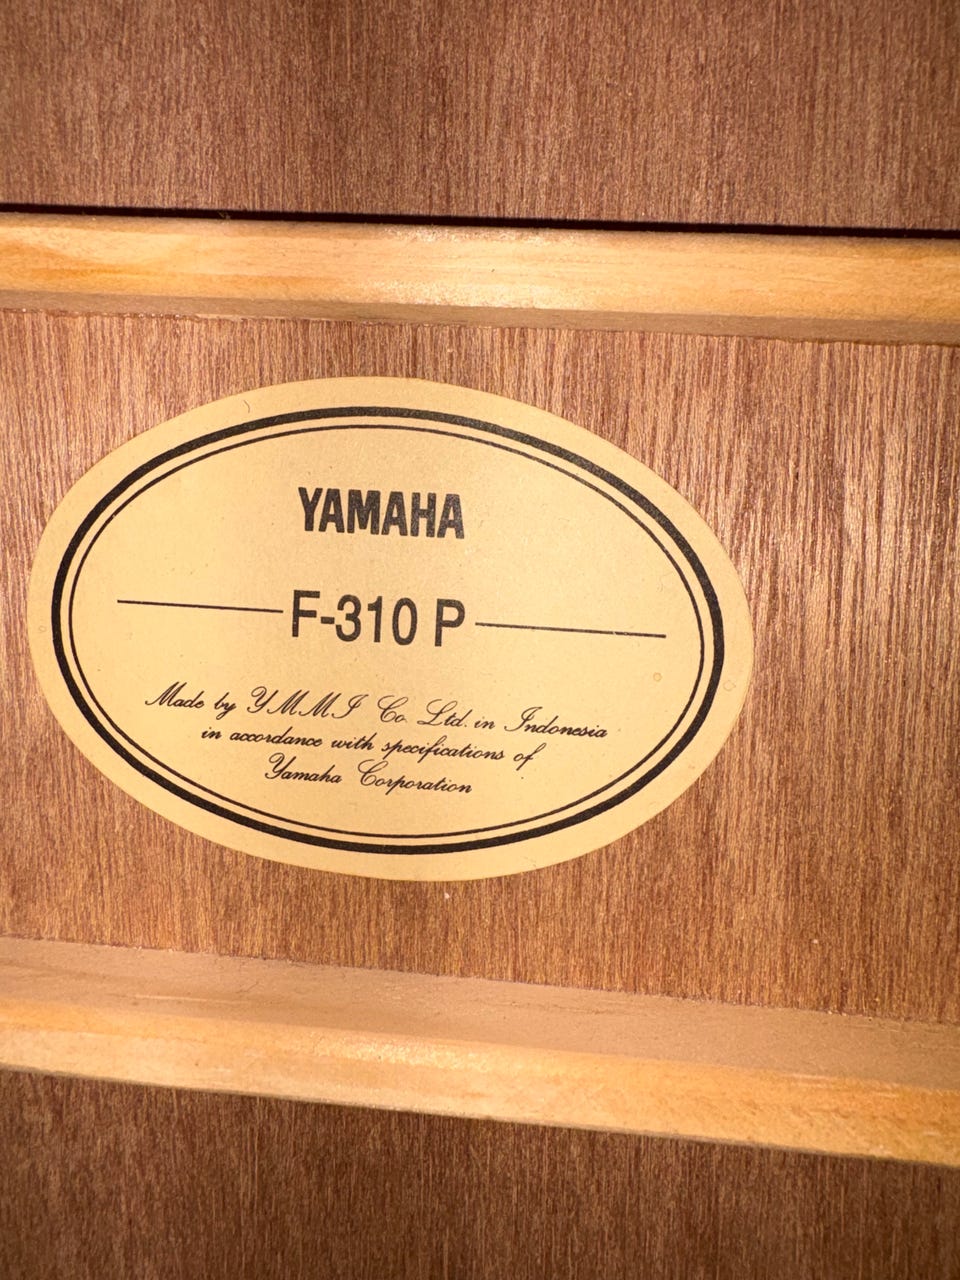 YAMAHA
F-310 P
Made by YMMI Co. Ltd. in Indonesia
in accordance with specifications of
Yamaha Corporation